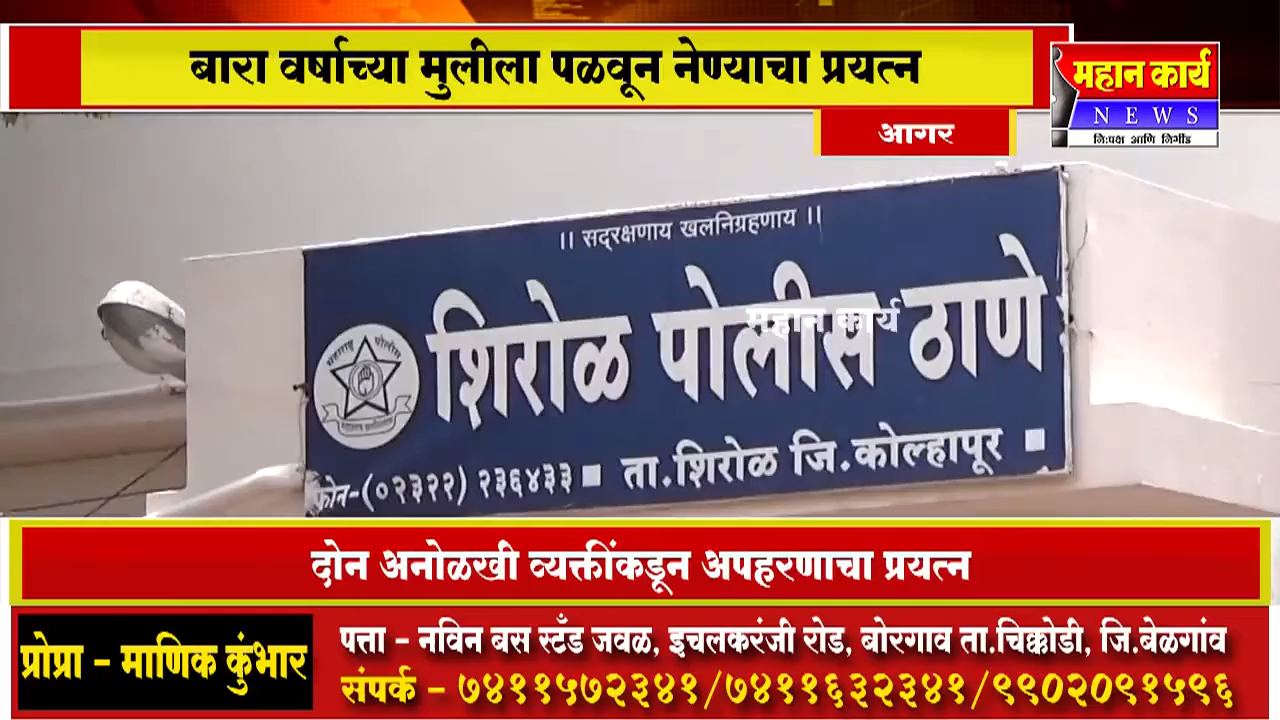 बारा वर्षाच्या मुलीला पळवून नेण्याचा प्रयत्न
महान कार्य
NEWS
निःपक्ष आणि निर्भीड
आगर
।। सद्‌रक्षणाय खलनिग्रहणाय ।।
महाराष्ट्र पोलीस
शिरोळ पोलीस ठाणे
महान कार्य
फोन-(०२३२२) २३६४३३ ■ ता.शिरोळ जि.कोल्हापूर ■
दोन अनोळखी व्यक्तींकडून अपहरणाचा प्रयत्न
प्रोप्रा - माणिक कुंभार
पत्ता - नविन बस स्टँड जवळ, इचलकरंजी रोड, बोरगाव ता.चिक्कोडी, जि.बेळगांव
संपर्क - ७४११५७२३४१/७४११६३२३४१/९९०२०९१५९६